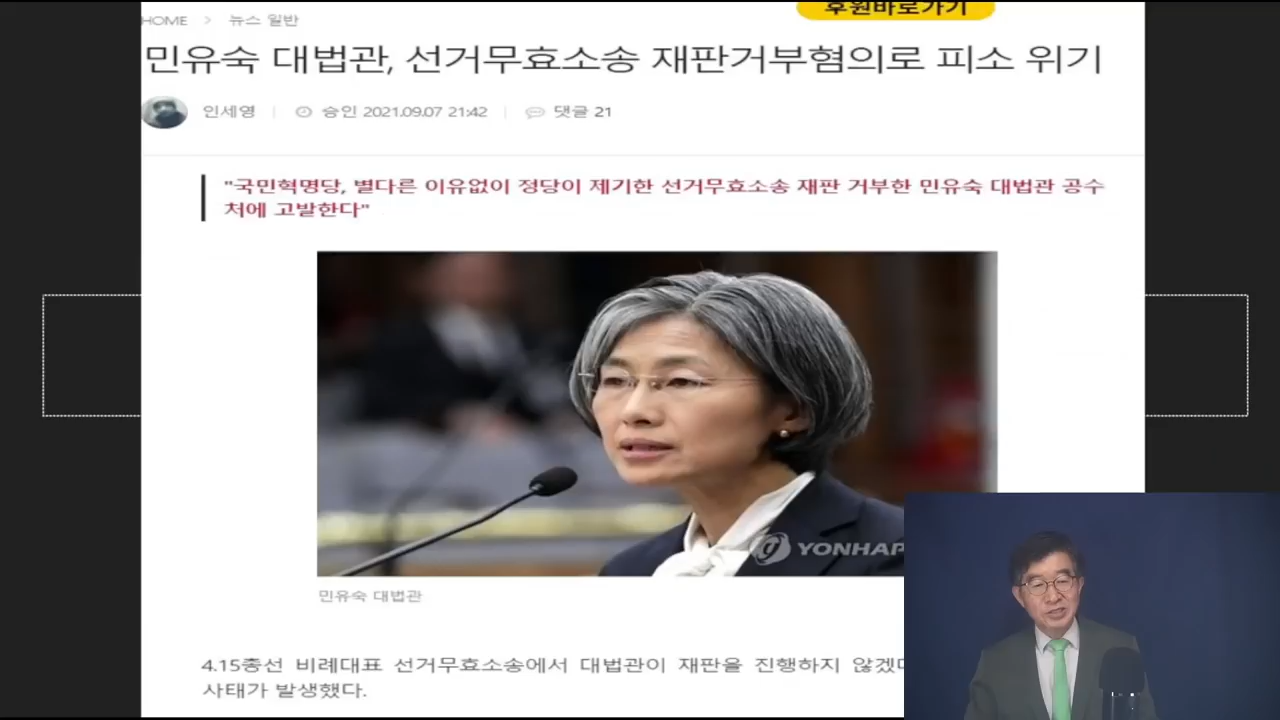 후원바로가기
HOME > 뉴스 일반
민유숙 대법관, 선거무효소송 재판거부혐의로 피소 위기
인세영 승인 2021.09.07 21:42 댓글 21
"국민혁명당, 별다른 이유없이 정당이 제기한 선거무효소송 재판 거부한 민유숙 대법관 공수
처에 고발한다"
YONHAP
민유숙 대법관
4.15총선 비례대표 선거무효소송에서 대법관이 재판을 진행하지 않겠다
사태가 발생했다.